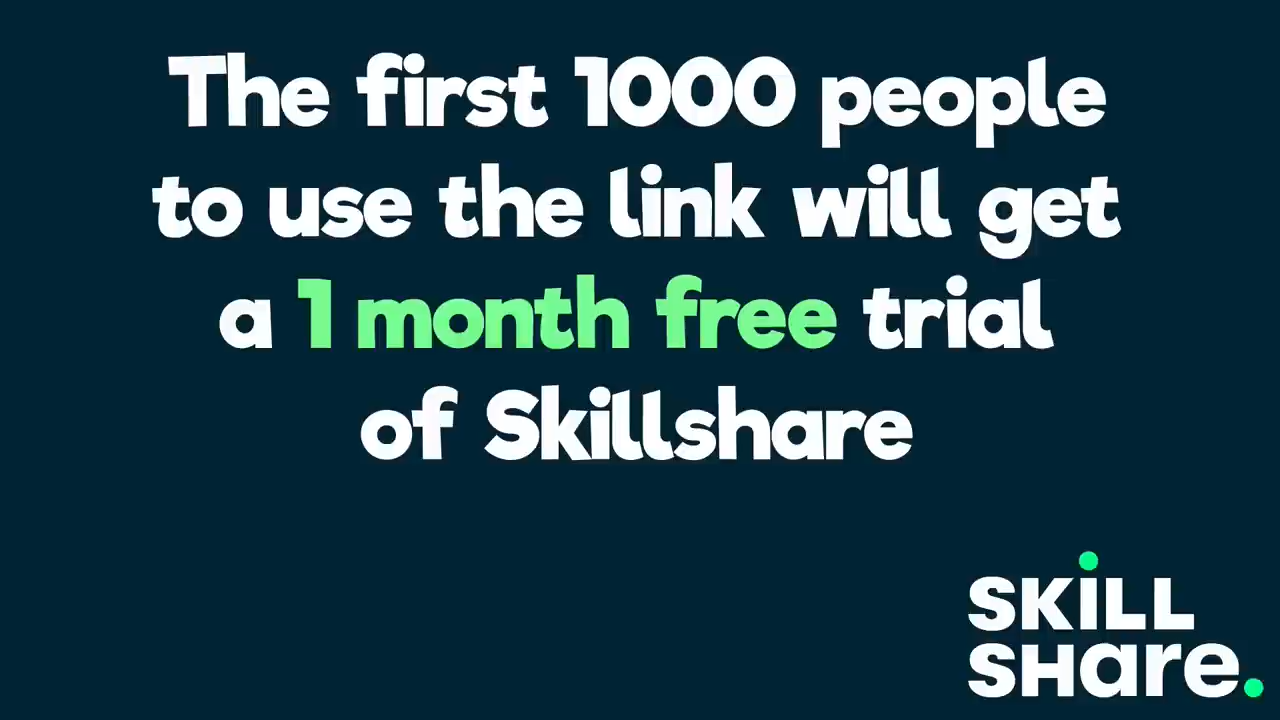 The first 1000 people
to use the link will get
a 1 month free trial
of Skillshare
SKiLL
SHare.